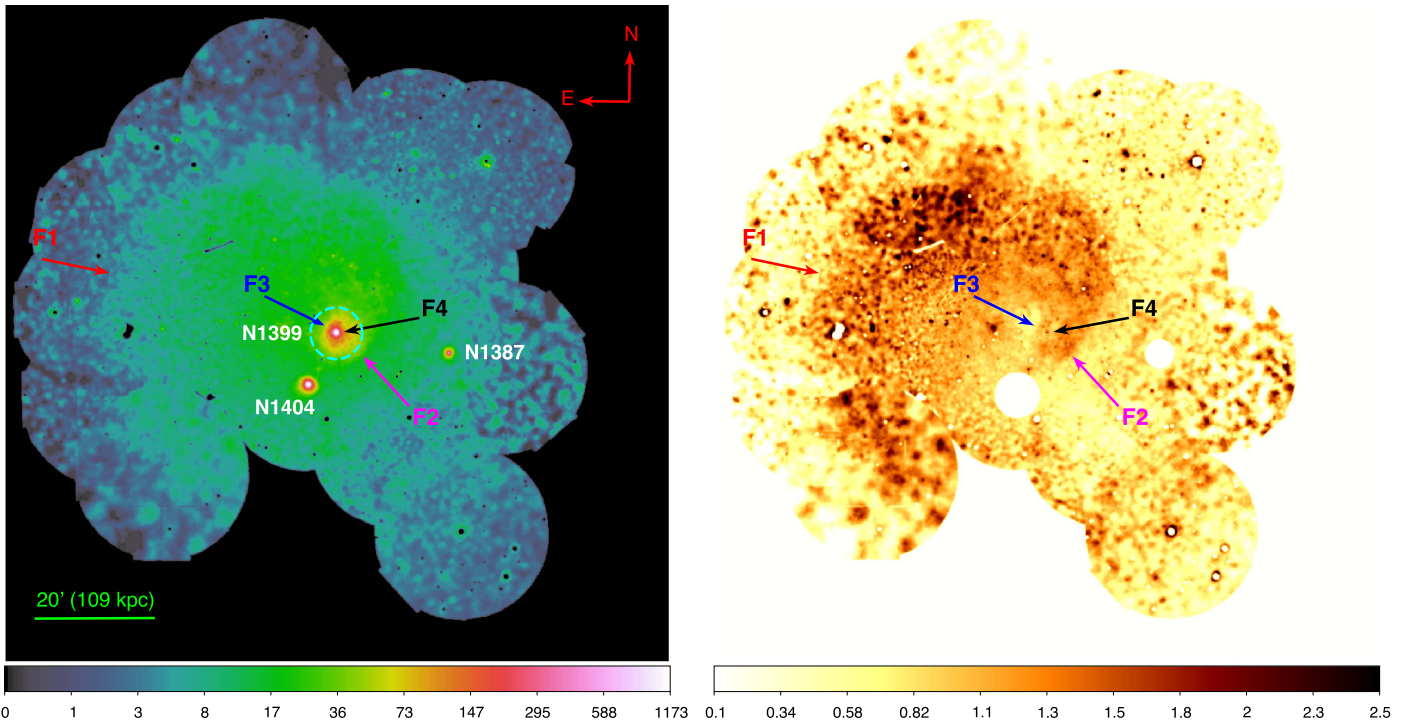 N
E
F1
F3
F4
N1399
N1387
N1404
F2
20’ (109 kpc)
0 1 3 8 17 36 73 147 295 588 1173
F1
F3
F4
F2
0.1 0.34 0.58 0.82 1.1 1.3 1.5 1.8 2 2.3 2.5